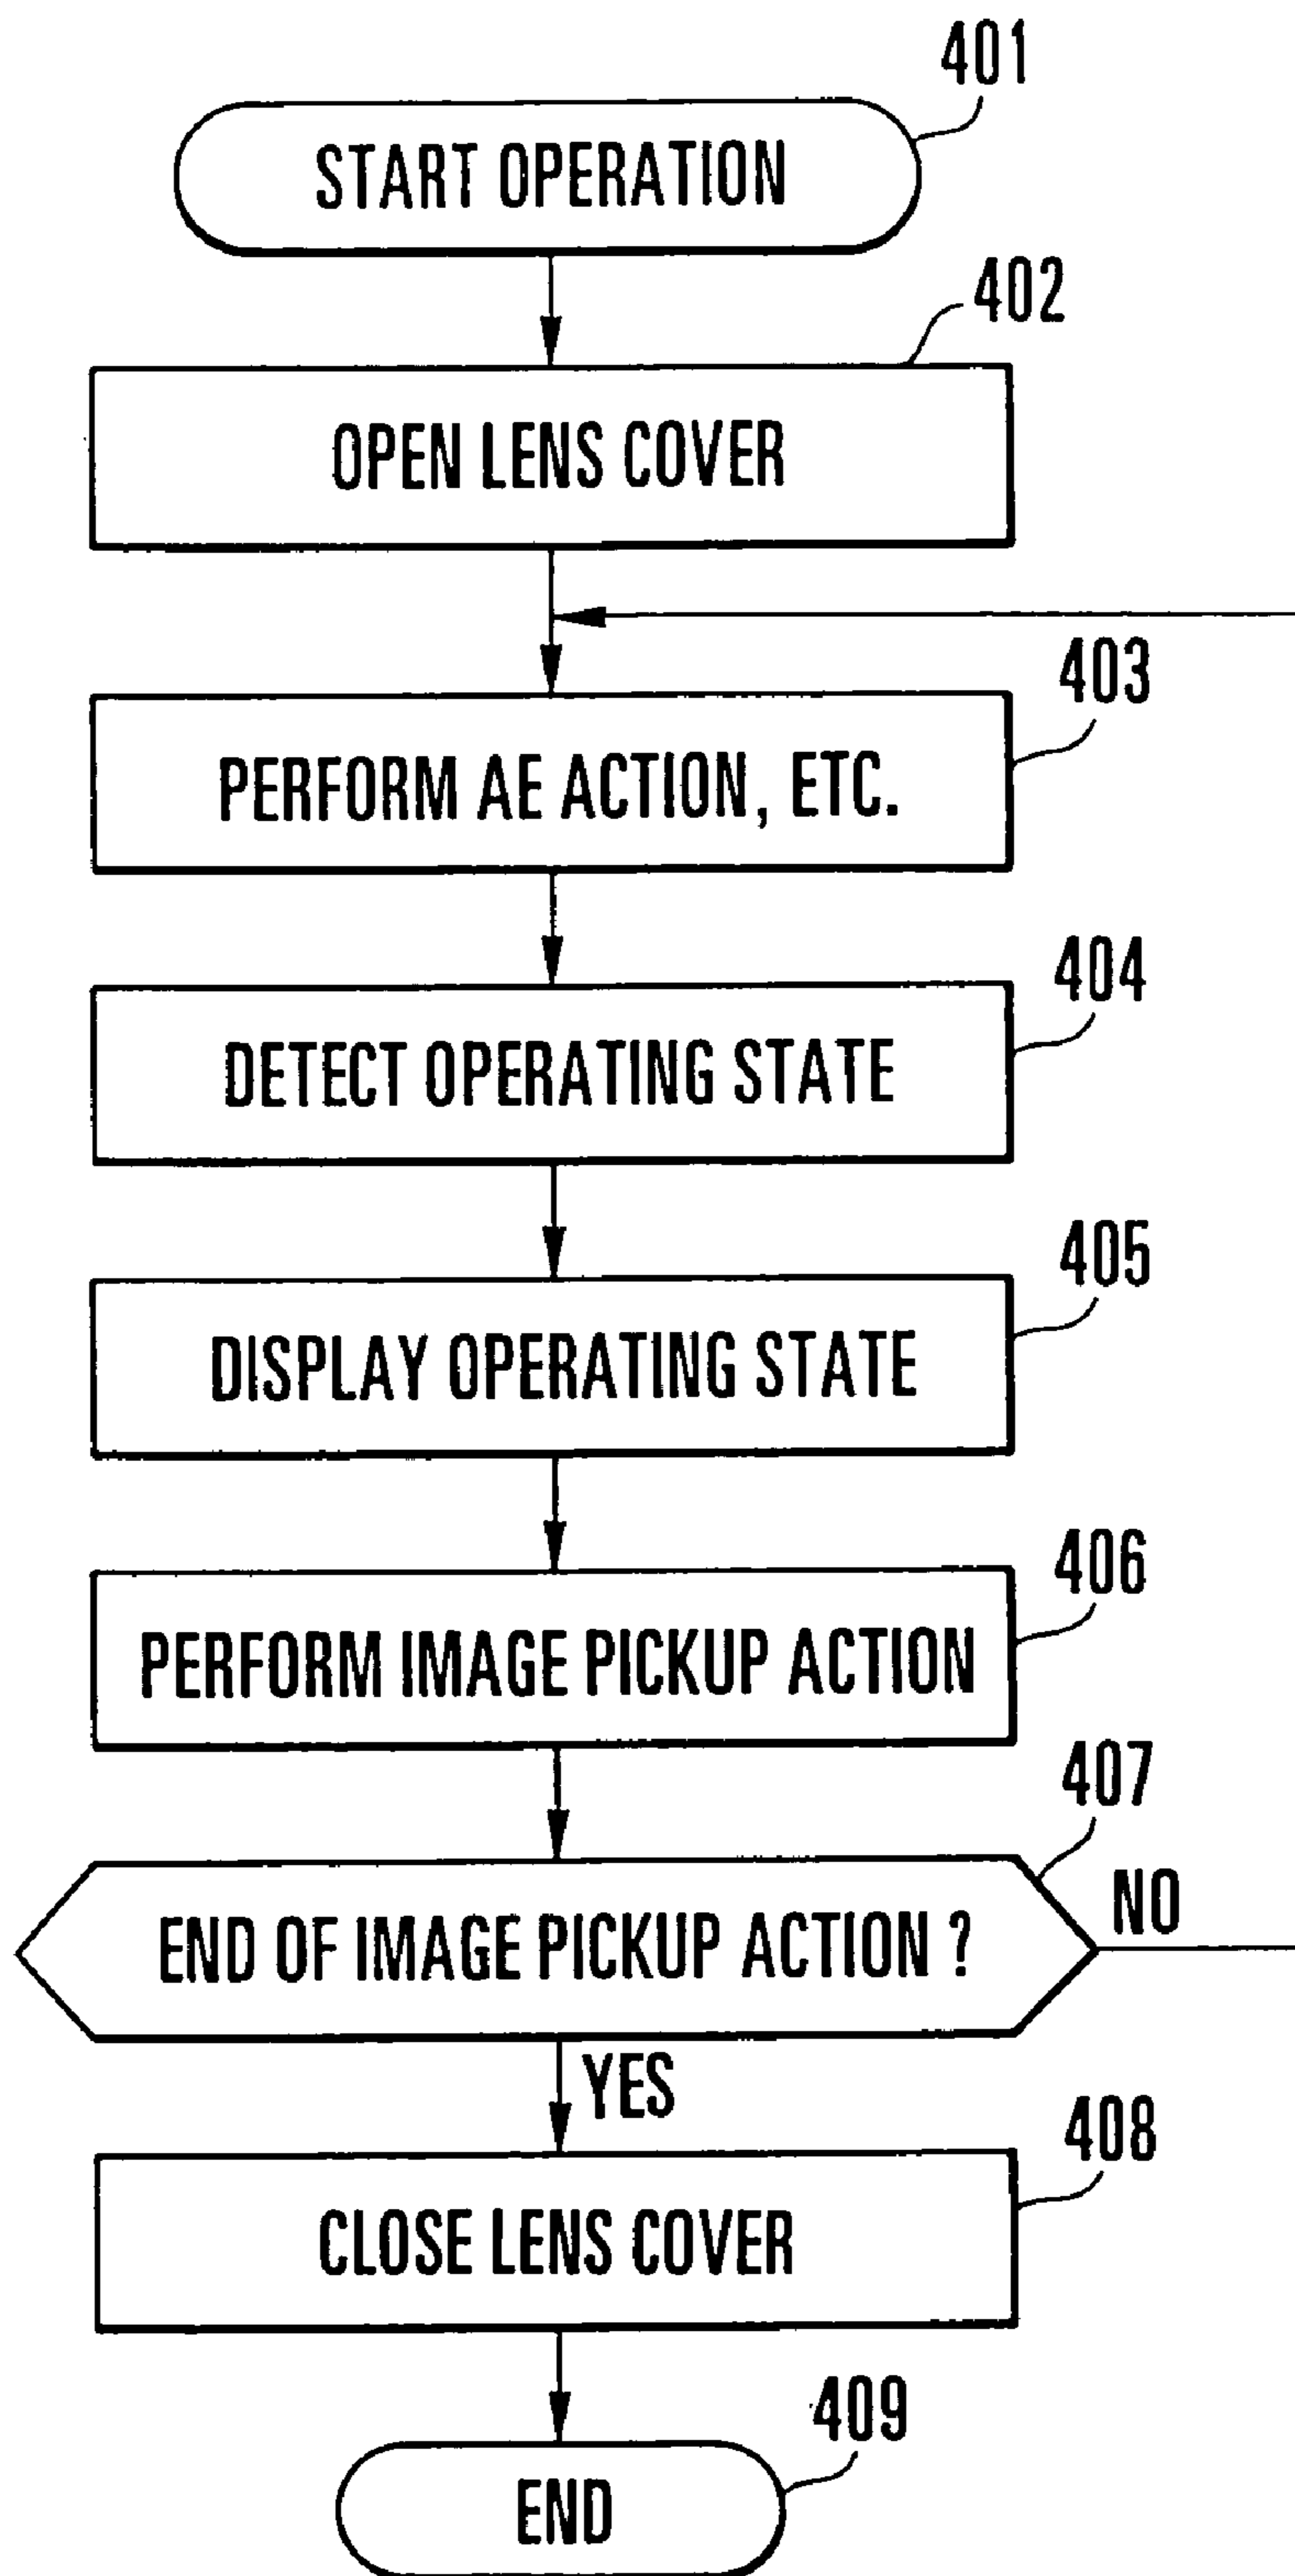 401
START OPERATION
402
OPEN LENS COVER
403
PERFORM AE ACTION, ETC.
404
DETECT OPERATING STATE
405
DISPLAY OPERATING STATE
406
PERFORM IMAGE PICKUP ACTION
407
END OF IMAGE PICKUP ACTION ?
NO
YES
408
CLOSE LENS COVER
409
END